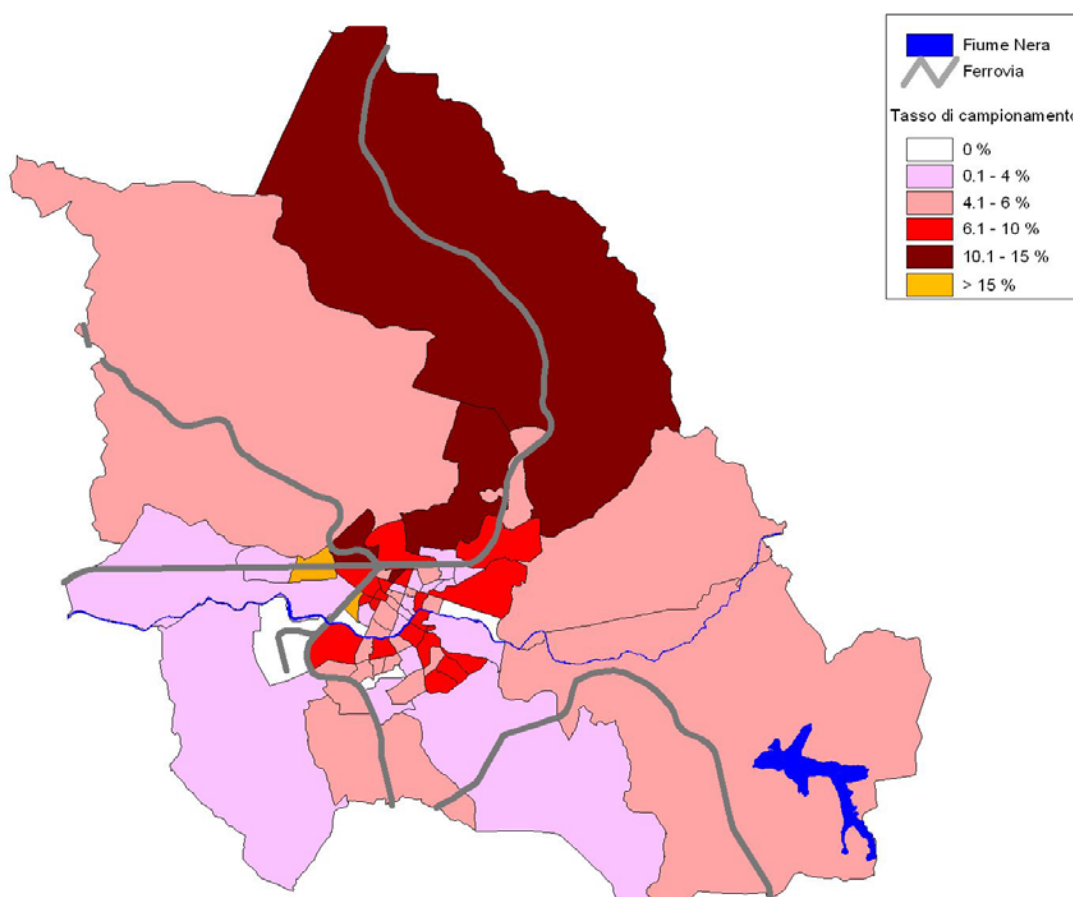 Fiume Nera
Ferrovia
Tasso di campionamento
0 %
0.1 - 4 %
4.1 - 6 %
6.1 - 10 %
10.1 - 15 %
> 15 %